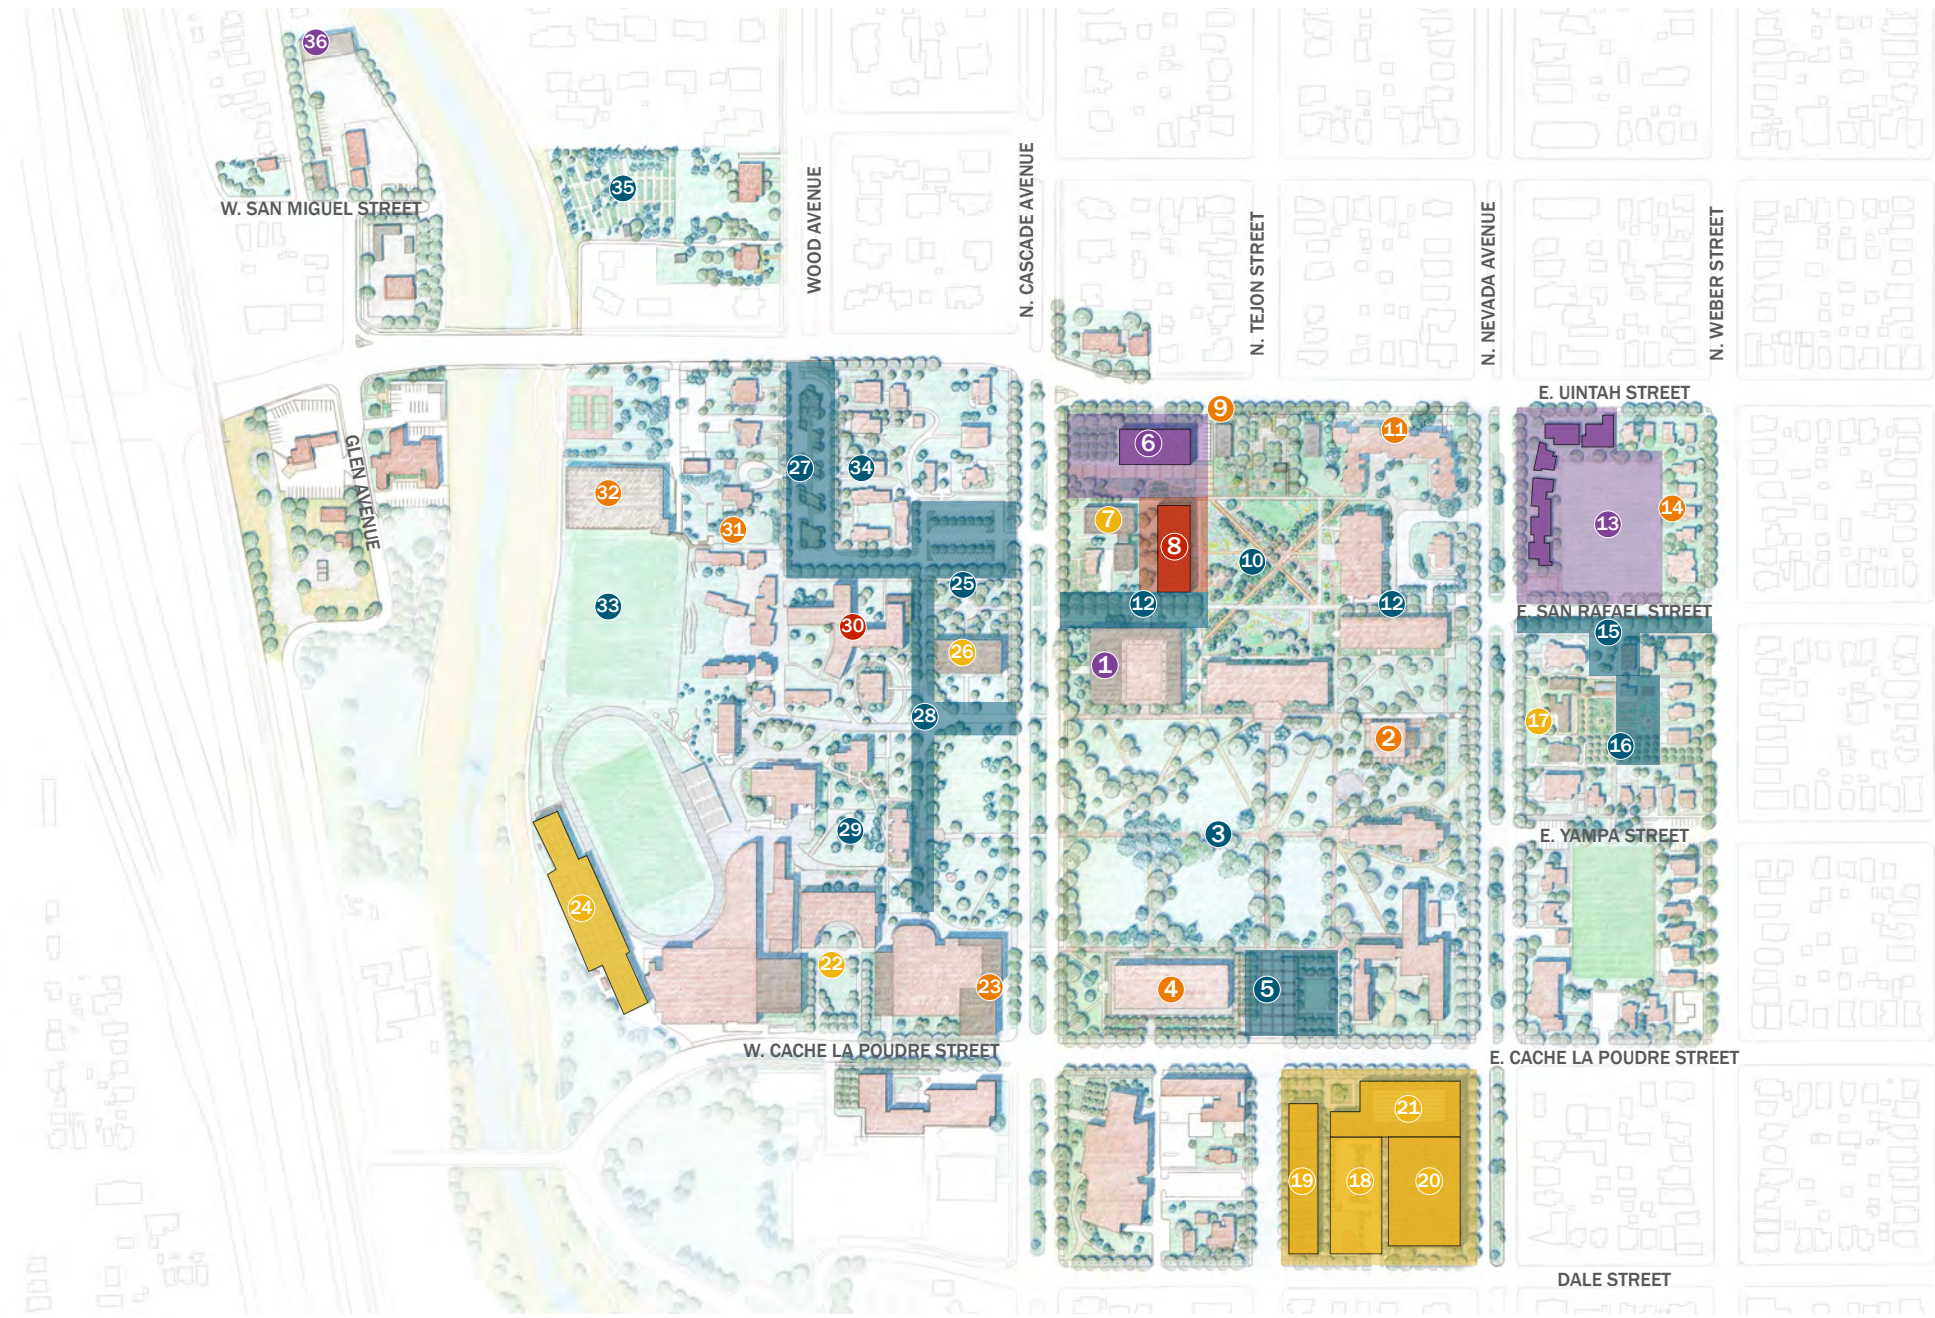 36
35
W. SAN MIGUEL STREET
WOOD AVENUE
N. CASCADE AVENUE
N. TEJON STREET
N. NEVADA AVENUE
N. WEBER STREET
E. UINTAH STREET
GLEN AVENUE
9
11
6
27
34
32
7
8
10
31
13
14
25
33
12
12
E. SAN RAFAEL STREET
30
15
26
1
28
17
2
16
29
3
E. YAMPA STREET
24
22
23
4
5
W. CACHE LA POUDRE STREET
E. CACHE LA POUDRE STREET
21
19
18
20
DALE STREET